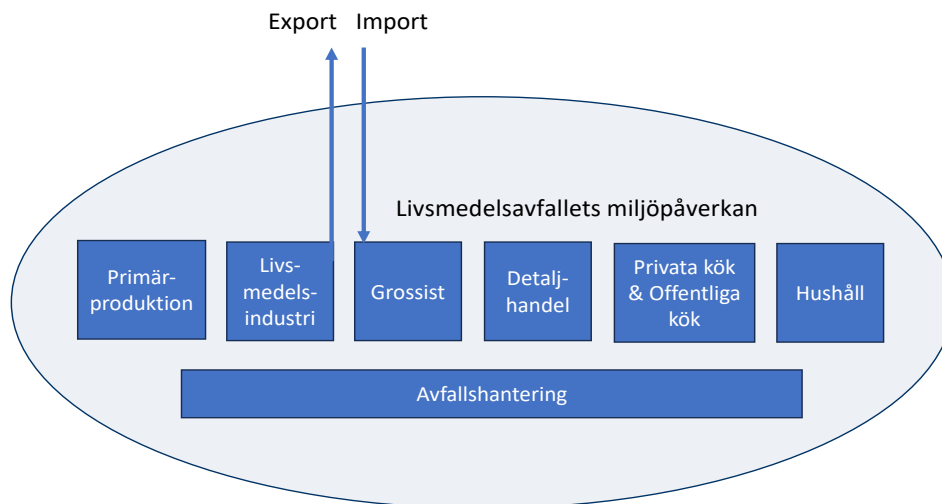 Export Import
Livsmedelsavfallets miljöpåverkan
Primär-
produktion
Livs-
medels-
industri
Grossist
Detalj-
handel
Privata kök
& Offentliga
kök
Hushåll
Avfallshantering